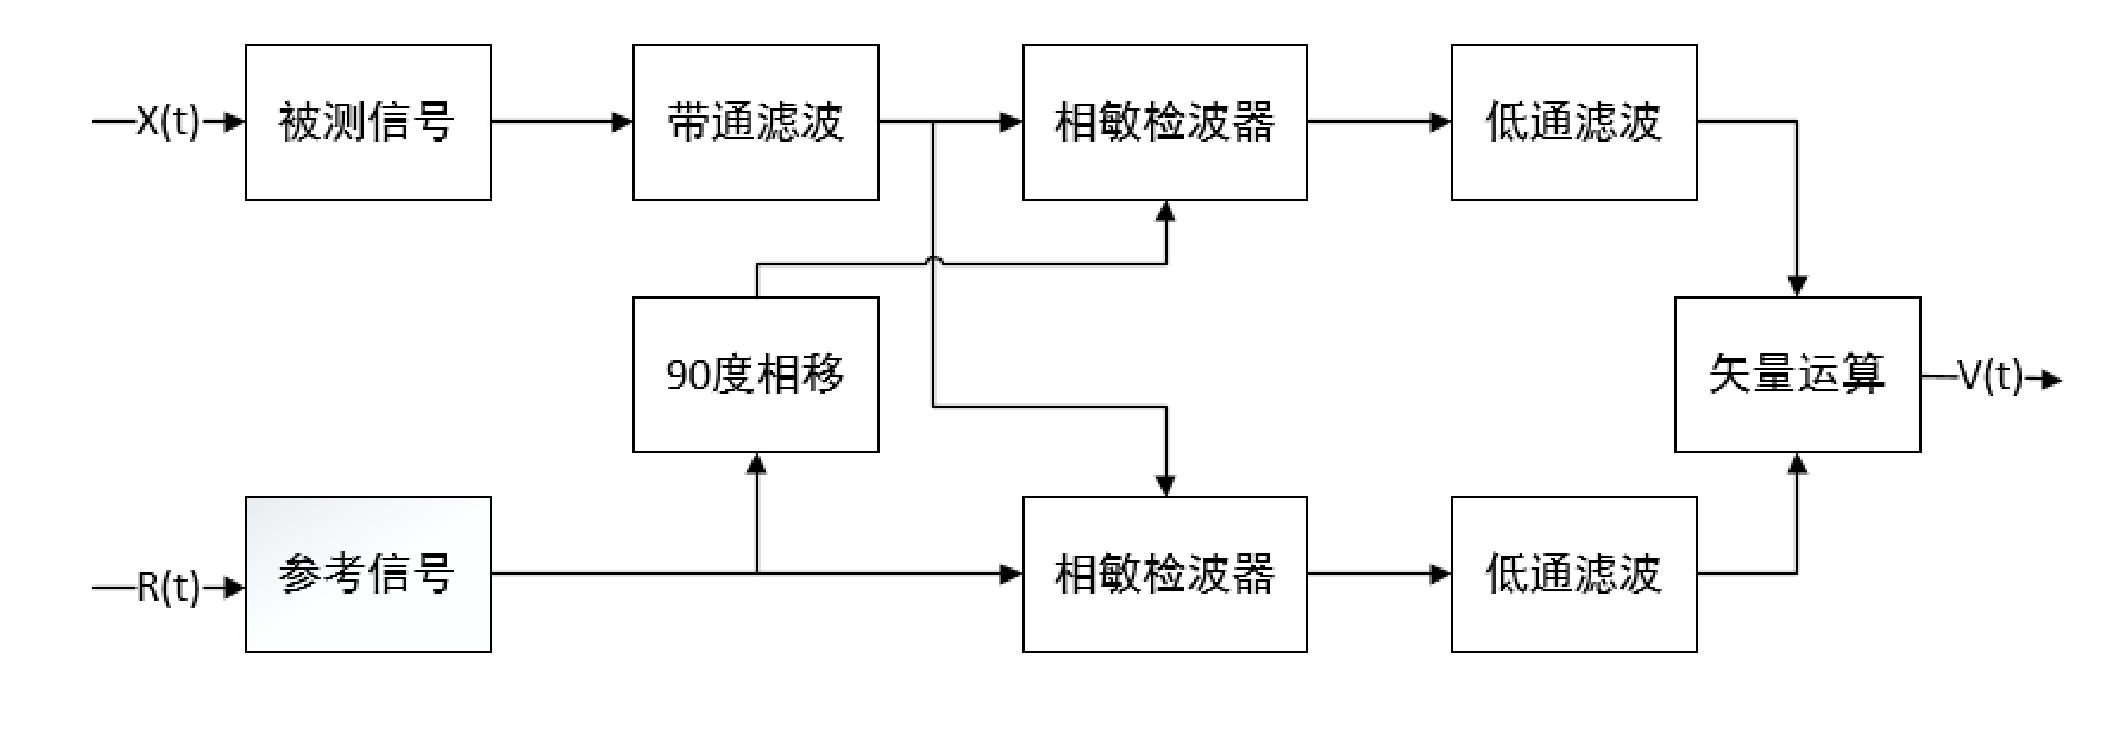 X(t)
被测信号
带通滤波
相敏检波器
低通滤波
90度相移
矢量运算
V(t)
R(t)
参考信号
相敏检波器
低通滤波